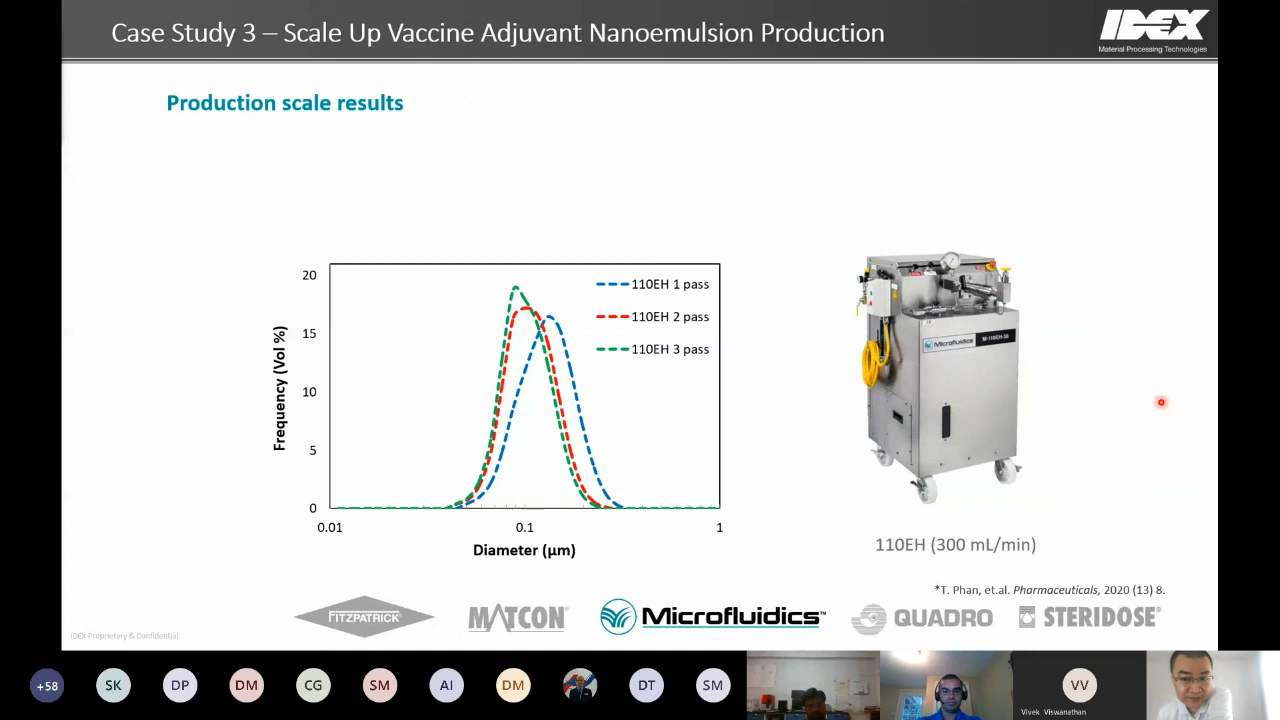 Case Study 3 – Scale Up Vaccine Adjuvant Nanoemulsion Production
IDEX
Material Processing Technologies
Production scale results
20
15
10
5
0
Frequency (Vol %)
110EH 1 pass
110EH 2 pass
110EH 3 pass
0.01
0.1
1
Diameter (µm)
Microfluidics
M-110EH-30
110EH (300 mL/min)
*T. Phan, et.al. Pharmaceuticals, 2020 (13) 8.
FITZPATRICK
MATCON
Microfluidics™
QUADRO
STERIDOSE
IDEX Proprietary & Confidential
+58
SK
DP
DM
CG
SM
AI
DM
DT
SM
VV
Vivek Viswanathan